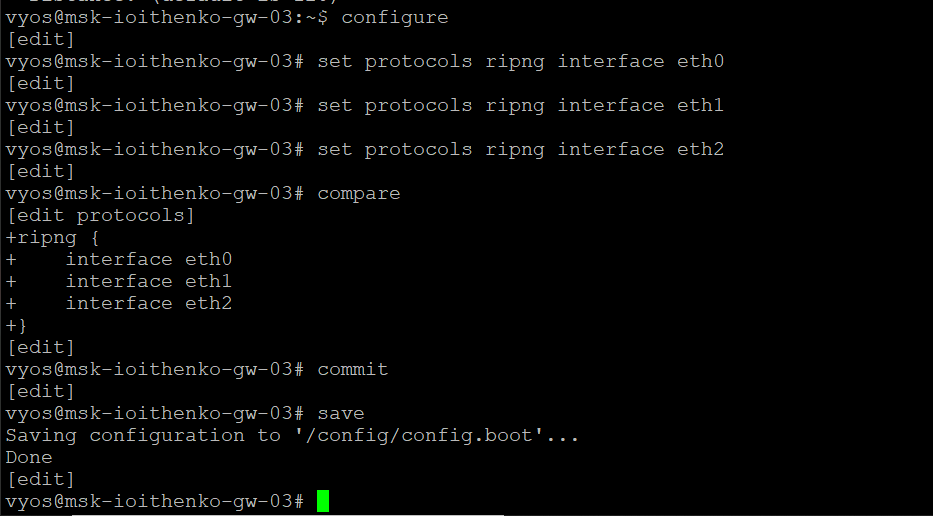 vyos@msk-ioithenko-gw-03:~$ configure
[edit]
vyos@msk-ioithenko-gw-03# set protocols ripng interface eth0
[edit]
vyos@msk-ioithenko-gw-03# set protocols ripng interface eth1
[edit]
vyos@msk-ioithenko-gw-03# set protocols ripng interface eth2
[edit]
vyos@msk-ioithenko-gw-03# compare
[edit protocols]
+ripng {
+    interface eth0
+    interface eth1
+    interface eth2
+}
[edit]
vyos@msk-ioithenko-gw-03# commit
[edit]
vyos@msk-ioithenko-gw-03# save
Saving configuration to '/config/config.boot'...
Done
[edit]
vyos@msk-ioithenko-gw-03#